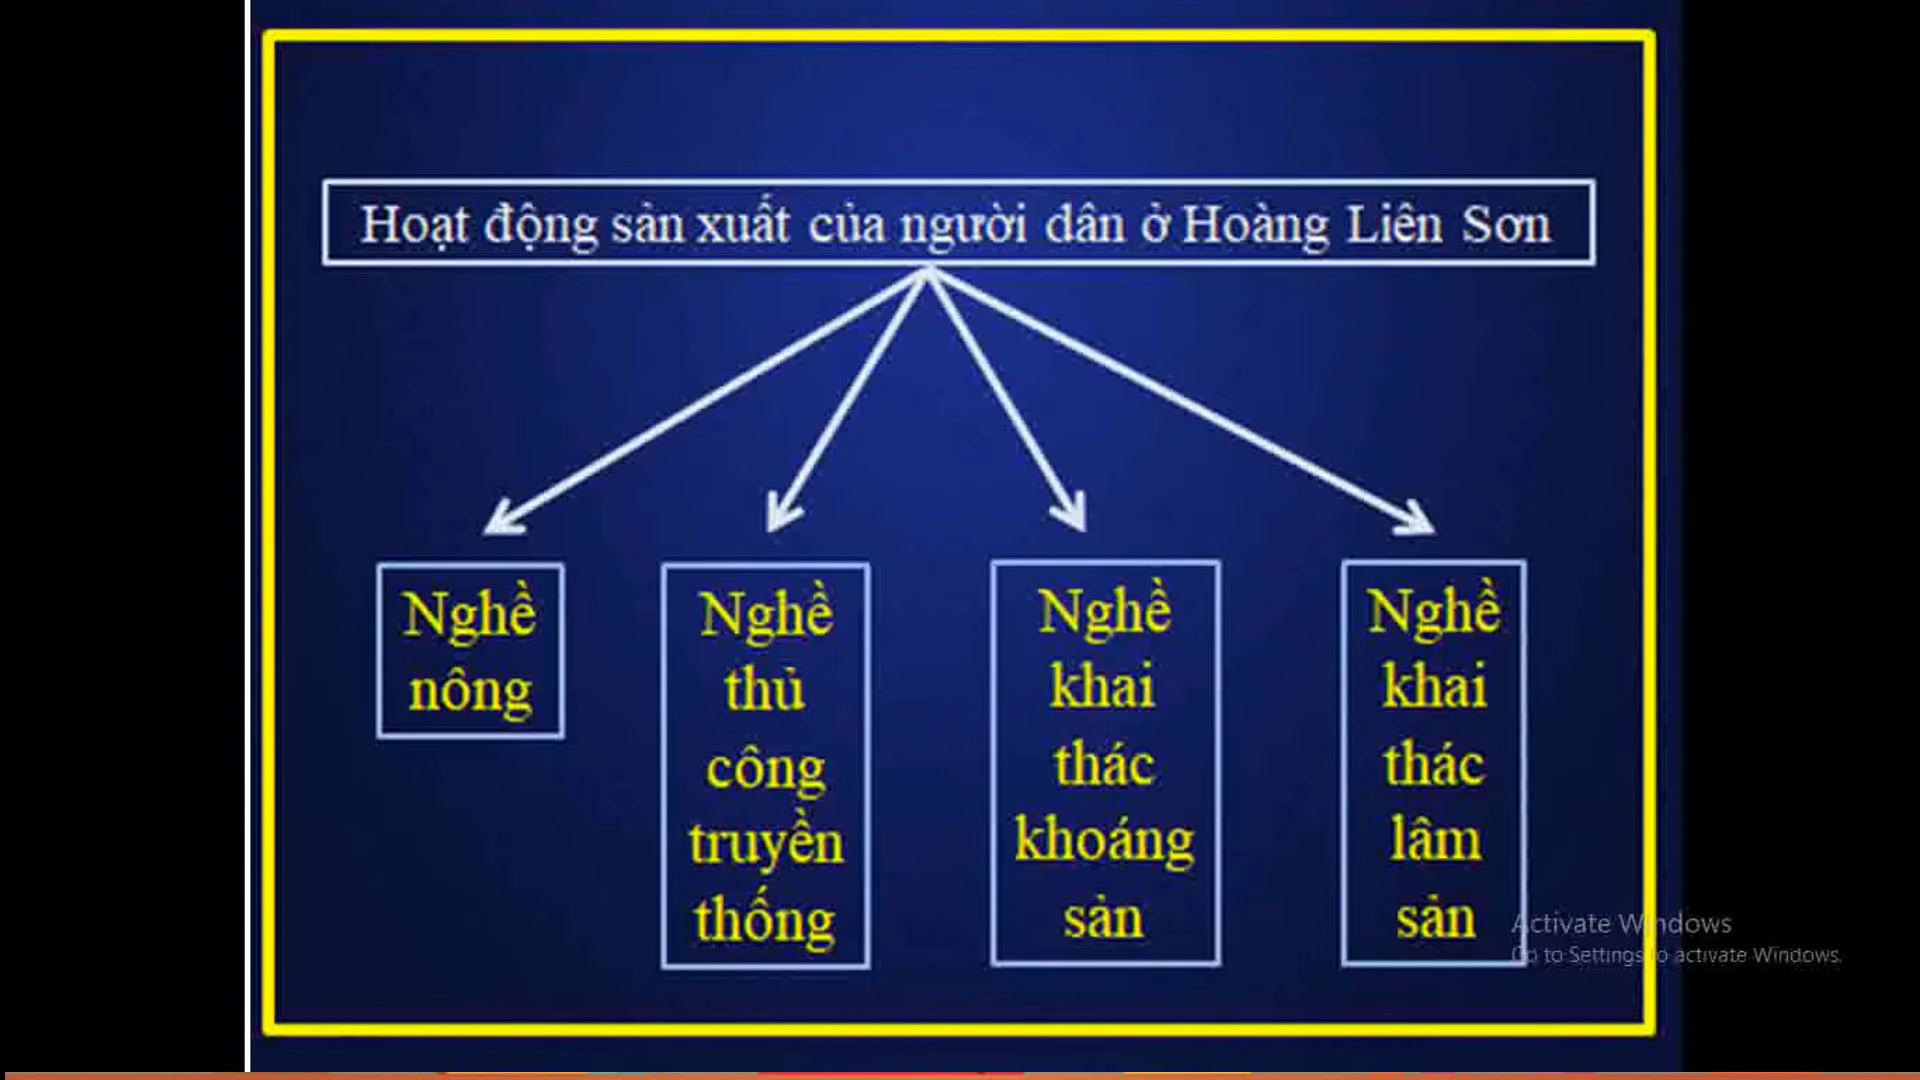 Hoạt động sản xuất của người dân ở Hoàng Liên Sơn
Nghề
nông
Nghề
thủ
công
truyền
thống
Nghề
khai
thác
khoáng
sản
Nghề
khai
thác
lâm
sản
Activate Windows
Go to Settings to activate Windows.